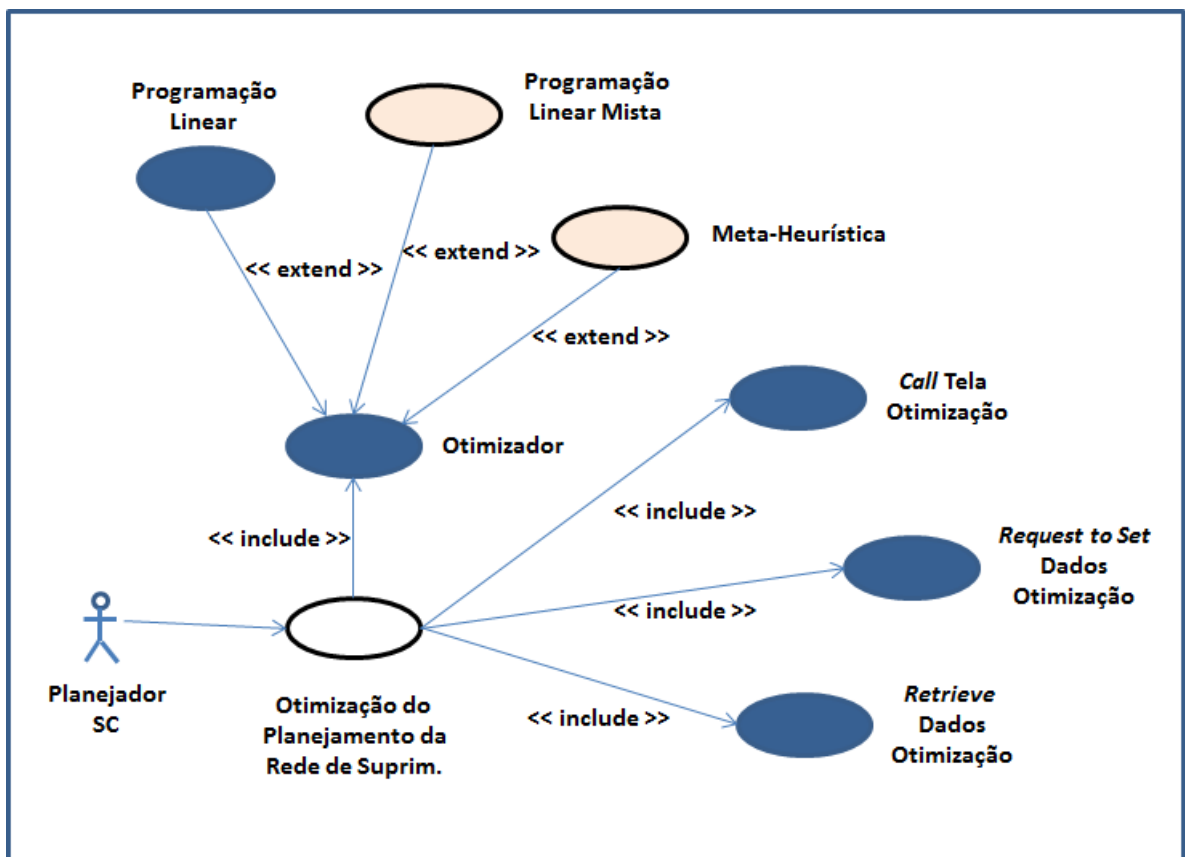 Programação
Linear
Programação
Linear Mista
Meta-Heurística
<< extend >>
<< extend >>
<< extend >>
Call Tela
Otimização
Otimizador
<< include >>
<< include >>
Request to Set
Dados
Otimização
<< include >>
Planejador
SC
Otimização do
Planejamento da
Rede de Suprim.
<< include >>
Retrieve
Dados
Otimização